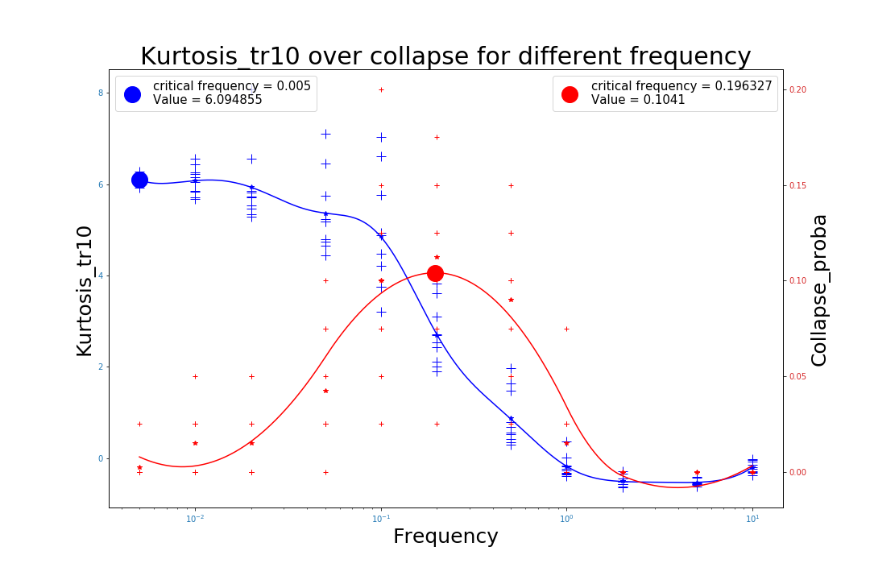 Kurtosis_tr10 over collapse for different frequency
critical frequency = 0.005
Value = 6.094855
critical frequency = 0.196327
Value = 0.1041
8
6
4
2
0
Kurtosis_tr10
0.20
0.15
0.10
0.05
0.00
Collapse_proba
10⁻² 10⁻¹ 10⁰ 10¹
Frequency